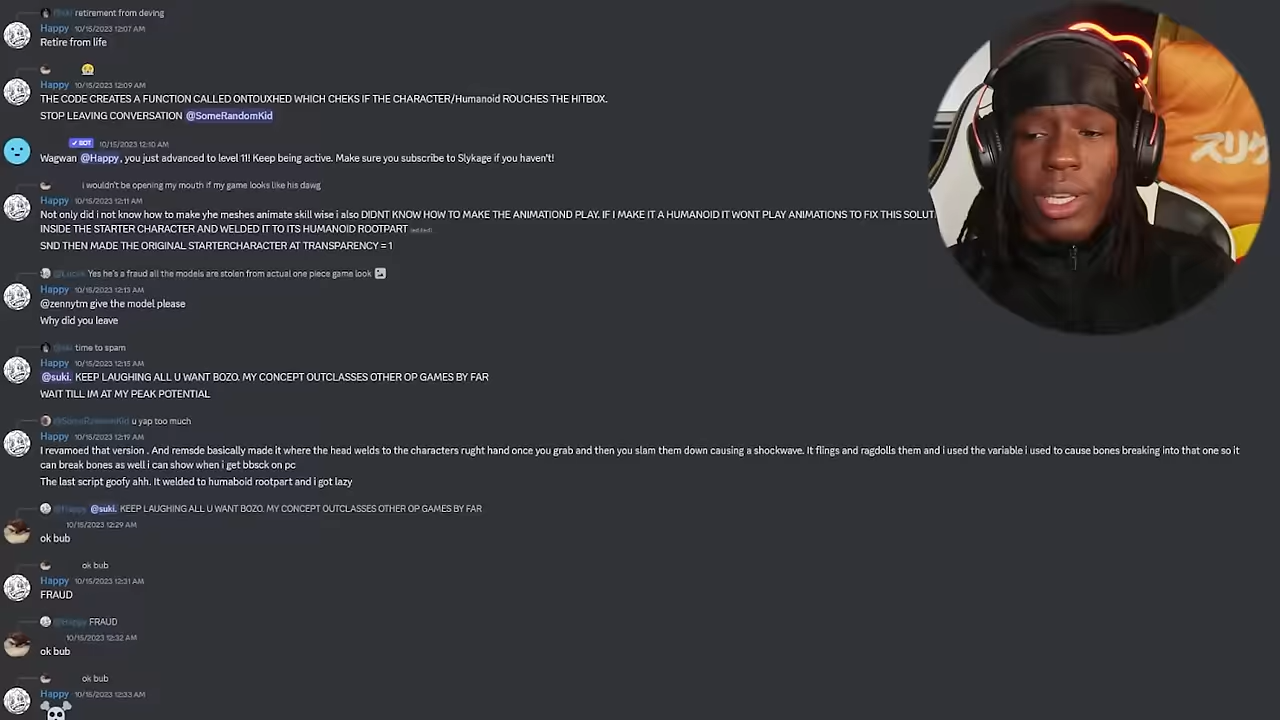 @suki retirement from deving
Happy 10/15/2023 12:07 AM
Retire from life
Happy 10/15/2023 12:09 AM
THE CODE CREATES A FUNCTION CALLED ONTOUXHED WHICH CHEKS IF THE CHARACTER/Humanoid ROUCHES THE HITBOX.
STOP LEAVING CONVERSATION @SomeRandomKid
✓ BOT 10/15/2023 12:10 AM
Wagwan @Happy, you just advanced to level 11! Keep being active. Make sure you subscribe to Slykage if you haven't!
i wouldn't be opening my mouth if my game looks like his dawg
Happy 10/15/2023 12:11 AM
Not only did i not know how to make yhe meshes animate skill wise i also DIDNT KNOW HOW TO MAKE THE ANIMATIOND PLAY. IF I MAKE IT A HUMANOID IT WONT PLAY ANIMATIONS TO FIX THIS SOLUTI
INSIDE THE STARTER CHARACTER AND WELDED IT TO ITS HUMANOID ROOTPART (edited)
SND THEN MADE THE ORIGINAL STARTERCHARACTER AT TRANSPARENCY = 1
Yes he's a fraud all the models are stolen from actual one piece game look
Happy 10/15/2023 12:13 AM
@zennytm give the model please
Why did you leave
@suki time to spam
Happy 10/15/2023 12:15 AM
@suki. KEEP LAUGHING ALL U WANT BOZO. MY CONCEPT OUTCLASSES OTHER OP GAMES BY FAR
WAIT TILL IM AT MY PEAK POTENTIAL
@SomeRandomKid u yap too much
Happy 10/15/2023 12:19 AM
I revamoed that version . And remsde basically made it where the head welds to the characters rught hand once you grab and then you slam them down causing a shockwave. It flings and ragdolls them and i used the variable i used to cause bones breaking into that one so it
can break bones as well i can show when i get bbsck on pc
The last script goofy ahh. It welded to humaboid rootpart and i got lazy
@Happy @suki. KEEP LAUGHING ALL U WANT BOZO. MY CONCEPT OUTCLASSES OTHER OP GAMES BY FAR
10/15/2023 12:29 AM
ok bub
ok bub
Happy 10/15/2023 12:31 AM
FRAUD
@Happy FRAUD
10/15/2023 12:32 AM
ok bub
ok bub
Happy 10/15/2023 12:33 AM
スリ